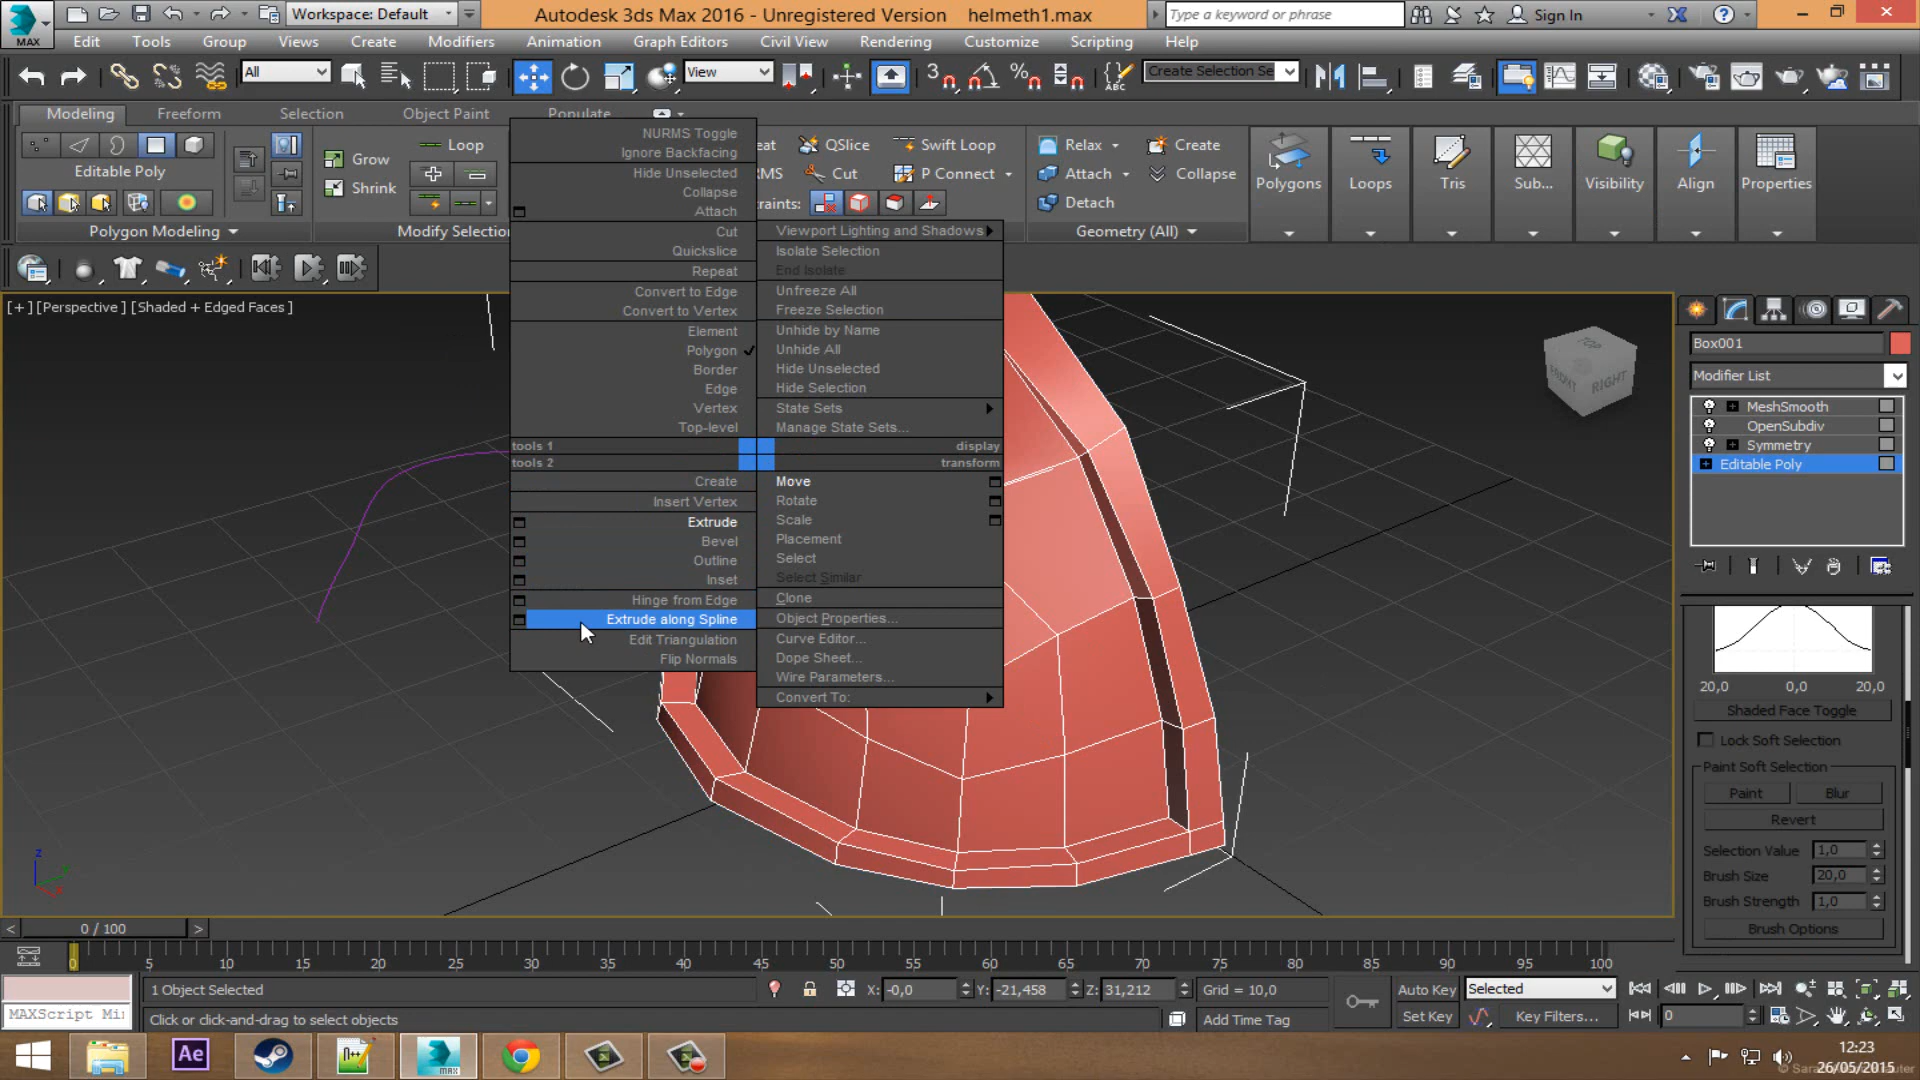 Workspace: Default
Autodesk 3ds Max 2016 - Unregistered Version helmeth1.max
Type a keyword or phrase
Sign In
MAX
Edit Tools Group Views Create Modifiers Animation Graph Editors Civil View Rendering Customize Scripting Help
All
View
3
%
ABC
Create Selection Se
Modeling Freeform Selection Object Paint Populate
Editable Poly
Polygon Modeling
Grow
Shrink
Loop
Modify Selection
QSlice
Swift Loop
Cut
P Connect
Relax
Create
Attach
Collapse
Detach
Geometry (All)
Polygons
Loops
Tris
Sub...
Visibility
Align
Properties
[+] [Perspective] [Shaded + Edged Faces]
NURMS Toggle
Ignore Backfacing
Hide Unselected
Collapse
Attach
Cut
Quickslice
Repeat
Convert to Edge
Convert to Vertex
Element
Polygon
Border
Edge
Vertex
Top-level
tools 1
tools 2
Create
Insert Vertex
Extrude
Bevel
Outline
Inset
Hinge from Edge
Extrude along Spline
Edit Triangulation
Flip Normals
Viewport Lighting and Shadows
Isolate Selection
End Isolate
Unfreeze All
Freeze Selection
Unhide by Name
Unhide All
Hide Unselected
Hide Selection
State Sets
Manage State Sets...
display
transform
Move
Rotate
Scale
Placement
Select
Select Similar
Clone
Object Properties...
Curve Editor...
Dope Sheet...
Wire Parameters...
Convert To:
TOP
FRONT
RIGHT
Box001
Modifier List
MeshSmooth
OpenSubdiv
Symmetry
Editable Poly
20,0 0,0 20,0
Shaded Face Toggle
Lock Soft Selection
Paint Soft Selection
Paint Blur
Revert
Selection Value 1,0
Brush Size 20,0
Brush Strength 1,0
Brush Options
z
< 0 / 100 >
0 5 10 15 20 25 30 35 40 45 50 55 60 65 70 75 80 85 90 95 100
1 Object Selected
X: -0,0 Y: -21,458 Z: 31,212
Grid = 10,0
Auto Key
Selected
MAXScript Mi
Click or click-and-drag to select objects
Add Time Tag
Set Key
Key Filters...
0
Ae
n++
MAX
12:23
26/05/2015